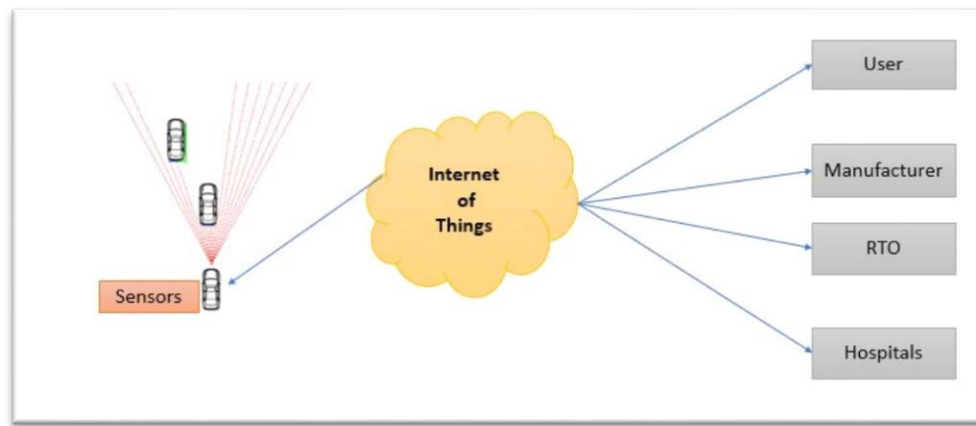 Sensors
Internet
of
Things
User
Manufacturer
RTO
Hospitals